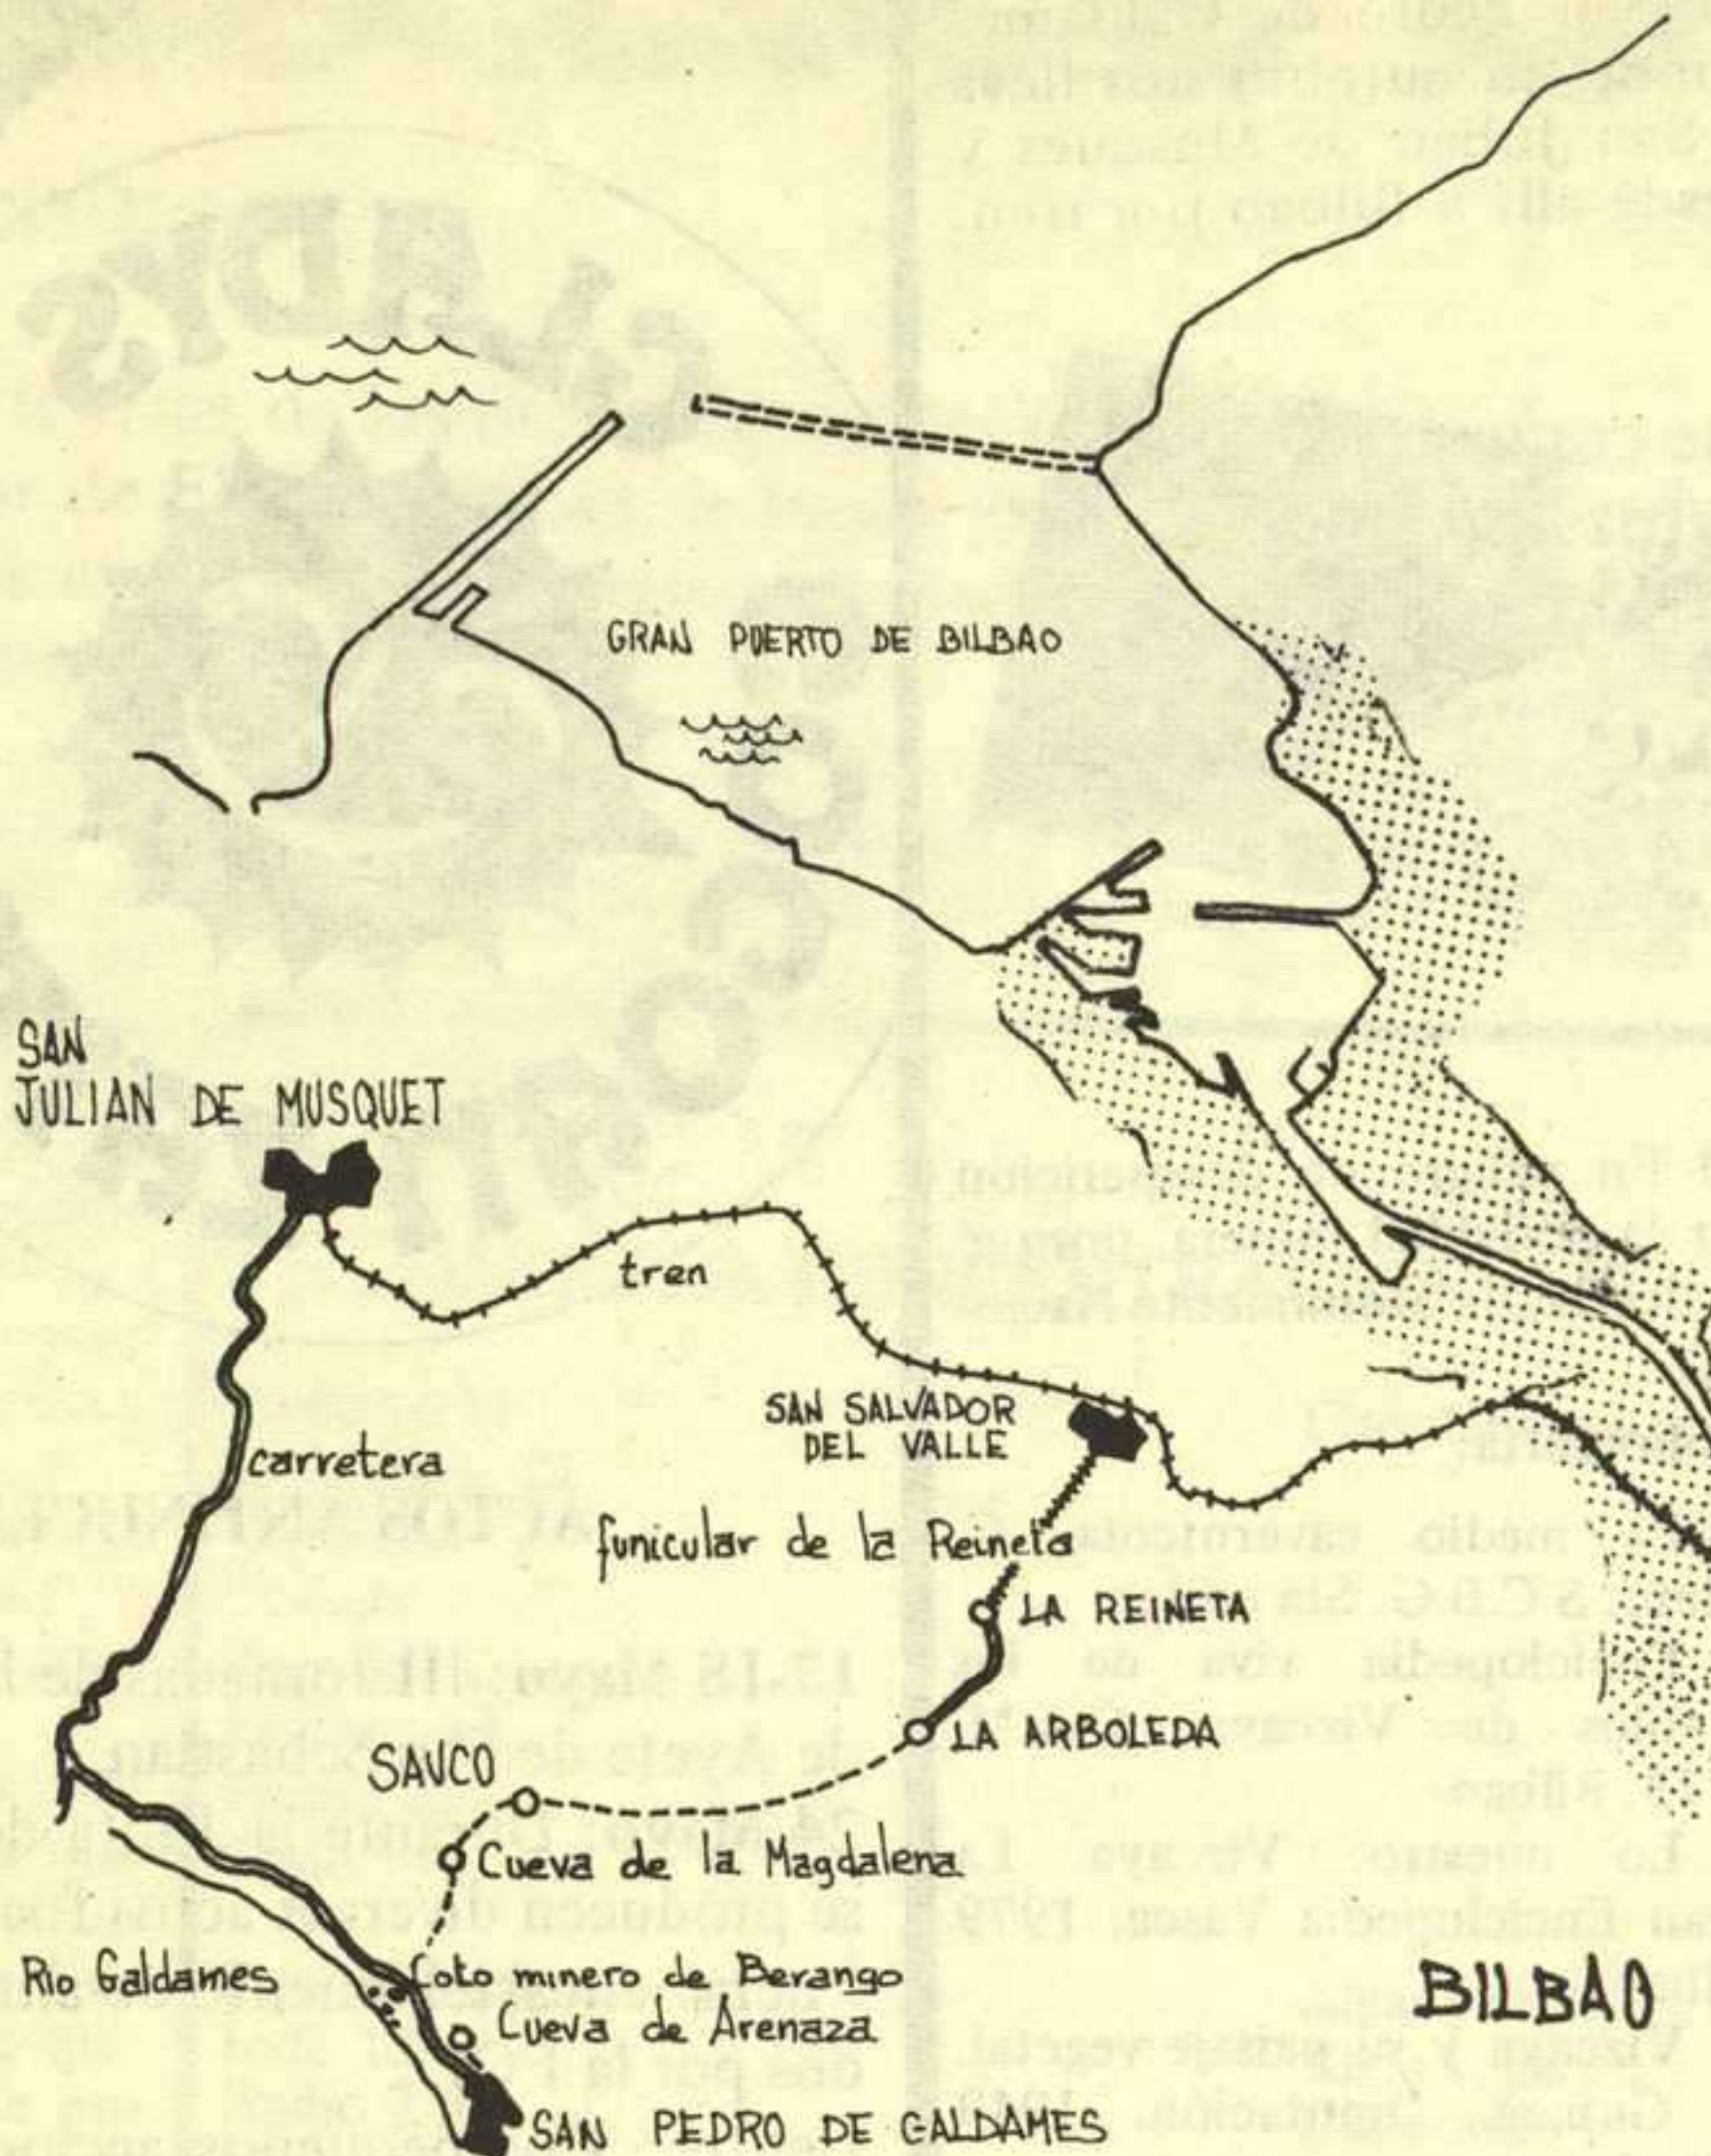 GRAN PUERTO DE BILBAO
SAN
JULIAN DE MUSQUET
tren
SAN SALVADOR
DEL VALLE
carretera
funicular de la Reineta
LA REINETA
LA ARBOLEDA
SAUCO
Cueva de la Magdalena
Rio Galdames
Coto minero de Berango
Cueva de Arenaza
BILBAO
SAN PEDRO DE GALDAMES